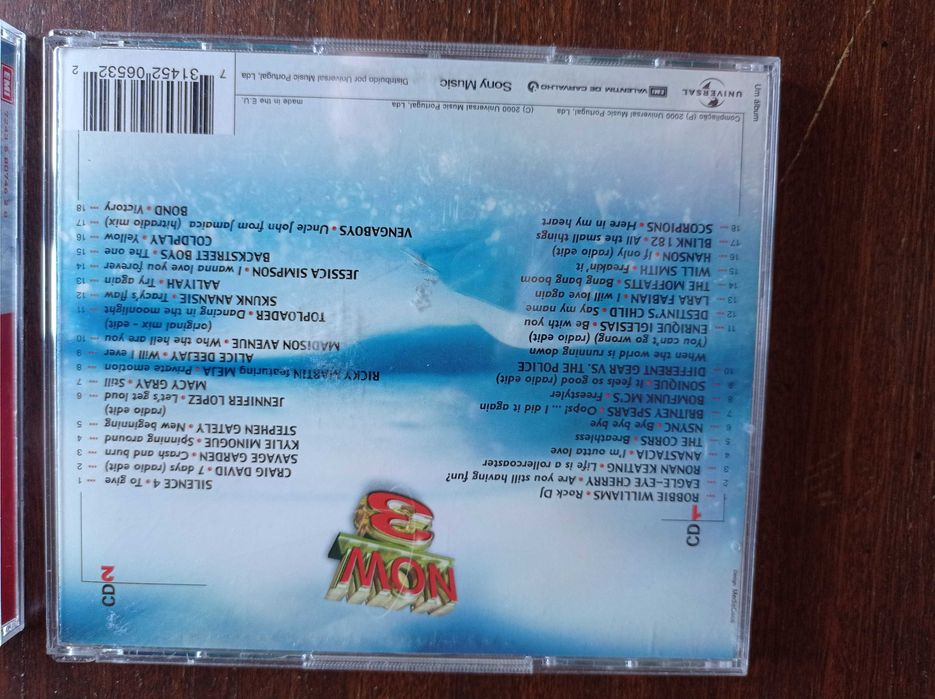 NOW
3
CD 1
1 ROBBIE WILLIAMS • Rock Dj
2 EAGLE-EYE CHERRY • Are you still having fun?
3 RONAN KEATING • Life is a rollercoaster
4 ANASTACIA • I'm outta love
5 THE CORRS • Breathless
6 NSYNC • Bye bye bye
7 BRITNEY SPEARS • Oops! ... I did it again
8 BOMFUNK MC'S • Freestyler
9 SONIQUE • It feels so good (radio edit)
10 DIFFERENT GEAR VS. THE POLICE
When the world is running down
(You can't go wrong) (radio edit)
11 ENRIQUE IGLESIAS • Be with you
12 DESTINY'S CHILD • Say my name
13 LARA FABIAN • I will love again
14 THE MOFFATTS • Bang bang boom
15 WILL SMITH • Freakin' it
16 HANSON • If only (radio edit)
17 BLINK 182 • All the small things
18 SCORPIONS • Here in my heart
CD 2
SILENCE 4 • To give 1
CRAIG DAVID • 7 days (radio edit) 2
SAVAGE GARDEN • Crash and burn 3
KYLIE MINOGUE • Spinning around 4
STEPHEN GATELY • New beginning 5
(radio edit)
JENNIFER LOPEZ • Let's get loud 6
MACY GRAY • Still 7
RICKY MARTIN featuring MEJA • Private emotion 8
ALICE DEEJAY • Will I ever 9
MADISON AVENUE • Who the hell are you 10
(original mix - edit)
TOPLOADER • Dancing in the moonlight 11
SKUNK ANANSIE • Tracy's flaw 12
AALIYAH • Try again 13
JESSICA SIMPSON • I wanna love you forever 14
BACKSTREET BOYS • The one 15
COLDPLAY • Yellow 16
VENGABOYS • Uncle John from Jamaica (hitradio mix) 17
BOND • Victory 18
Compilação (P) 2000 Universal Music Portugal, Lda
(C) 2000 Universal Music Portugal, Lda
made in the E.U.
Um álbum
UNIVERSAL
EMI VALENTIM DE CARVALHO
Sony Music
Distribuído por Universal Music Portugal, Lda
7 31452 06532 2
EMI